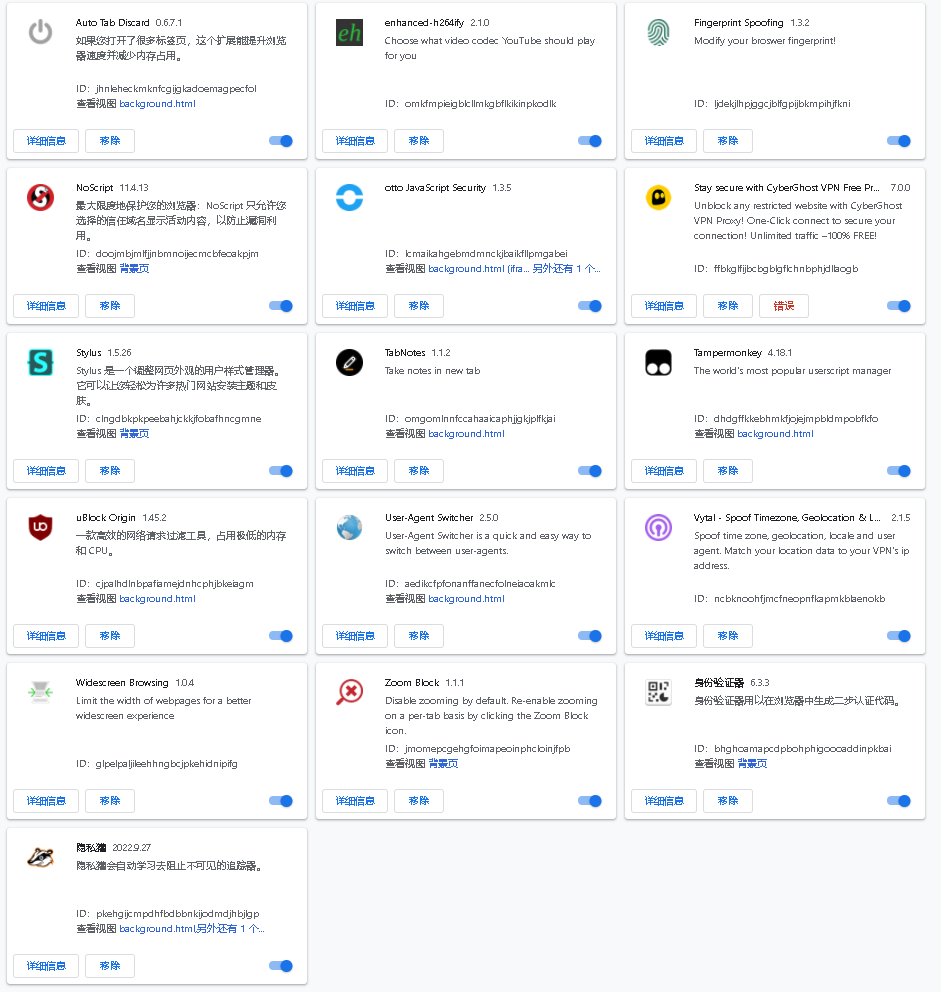 Auto Tab Discard 0.6.7.1
如果您打开了很多标签页，这个扩展能提升浏览
器速度并减少内存占用。
ID：jhnleheckmknfcgijgkadoemagpecfol
查看视图 background.html
详细信息 移除
enhanced-h264ify 2.1.0
Choose what video codec YouTube should play
for you
ID：omkfmpieigblcllmkgbflkikinpkodlk
详细信息 移除
Fingerprint Spoofing 1.3.2
Modify your broswer fingerprint!
ID：ljdekjlhpjggcjblfgpijbkmpihjfkni
详细信息 移除
NoScript 11.4.13
最大限度地保护您的浏览器：NoScript 只允许您
选择的信任域名显示活动内容，以防止漏洞利
用。
ID：doojmbjmlfjjnbmnoijecmcbfeoakpjm
查看视图 背景页
详细信息 移除
otto JavaScript Security 1.3.5
ID：lcmaikahgebmdmnckjbaikfllpmgabei
查看视图 background.html (ifra... 另外还有 1 个...
详细信息 移除
Stay secure with CyberGhost VPN Free Pr... 7.0.0
Unblock any restricted website with CyberGhost
VPN Proxy! One-Click connect to secure your
connection! Unlimited traffic –100% FREE!
ID：ffbkglfijbcbgblgflchnbphjdllaogb
详细信息 移除 错误
Stylus 1.5.26
Stylus 是一个调整网页外观的用户样式管理器。
它可以让您轻松为许多热门网站安装主题和皮
肤。
ID：clngdbkpkpeebahjckkjfobafhncgmne
查看视图 背景页
详细信息 移除
TabNotes 1.1.2
Take notes in new tab
ID：omgomlnnfccahaaicaphjjgkjplfkjai
查看视图 background.html
详细信息 移除
Tampermonkey 4.18.1
The world's most popular userscript manager
ID：dhdgffkkebhmkfjojejmpbldmpobfkfo
查看视图 background.html
详细信息 移除
uBlock Origin 1.45.2
一款高效的网络请求过滤工具，占用极低的内存
和 CPU。
ID：cjpalhdlnbpafiamejdnhcphjbkeiagm
查看视图 background.html
详细信息 移除
User-Agent Switcher 2.5.0
User-Agent Switcher is a quick and easy way to
switch between user-agents.
ID：aedikcfpfonanffanecfolneiaoakmlc
查看视图 background.html
详细信息 移除
Vytal - Spoof Timezone, Geolocation & L... 2.1.5
Spoof time zone, geolocation, locale and user
agent. Match your location data to your VPN's ip
address.
ID：ncbknoohfjmcfneopnfkapmkblaenokb
详细信息 移除
Widescreen Browsing 1.0.4
Limit the width of webpages for a better
widescreen experience
ID：glpelpaljileehhngbcjpkehidnipifg
详细信息 移除
Zoom Block 1.1.1
Disable zooming by default. Re-enable zooming
on a per-tab basis by clicking the Zoom Block
icon.
ID：jmomepcgehgfoimapeoinphcloinjfpb
查看视图 背景页
详细信息 移除
身份验证器 6.3.3
身份验证器用以在浏览器中生成二步认证代码。
ID：bhghoamapcdpbohphigoooaddinpkbai
查看视图 背景页
详细信息 移除
隐私獾 2022.9.27
隐私獾会自动学习去阻止不可见的追踪器。
ID：pkehgijcmpdhfbdbbnkijodmdjhbjlgp
查看视图 background.html,另外还有 1 个...
详细信息 移除